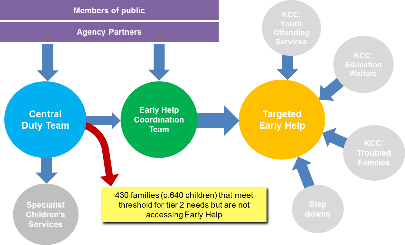 Members of public
Agency Partners
KCC:
Youth
Offending
Services
KCC:
Education
Welfare
Central
Duty Team
Early Help
Coordination
Team
Targeted
Early Help
KCC:
Troubled
Families
Specialist
Children's
Services
430 families (c.640 children) that meet
threshold for tier 2 needs but are not
accessing Early Help
Step
downs